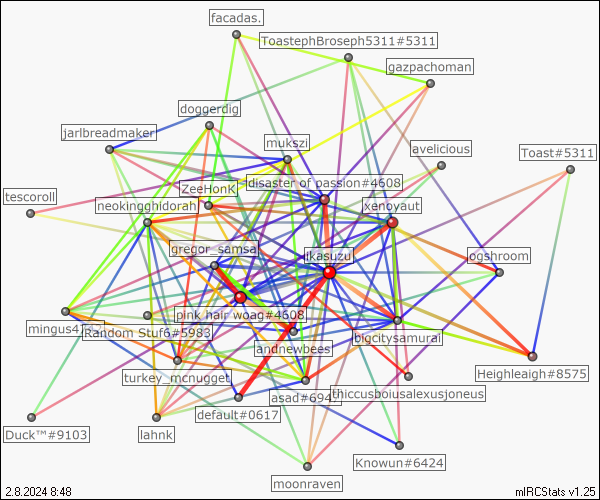 facadas.
ToastephBroseph5311#5311
gazpachoman
doggerdig
jarlbreadmaker
mukszi
avelicious
Toast#5311
ZeeHonK
disaster of passion#4608
tescoroll
neokingghidorah
xenoyaut
gregor_samsa
ikasuzu
ogshroom
pink hair woag#4608
mingus4
Random Stuf6#5983
bigcitysamurai
andnewbees
turkey_mcnugget
Heighleaigh#8575
thiccusboiusalexusjoneus
asad#694
default#0617
Duck™#9103
lahnk
Knowun#6424
moonraven
2.8.2024 8:48
mIRCStats v1.25